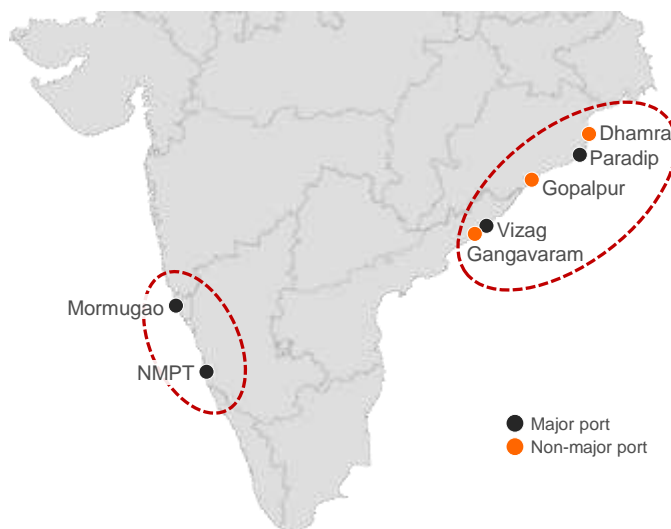 Dhamra
Paradip
Gopalpur
Vizag
Gangavaram
Mormugao
NMPT
Major port
Non-major port